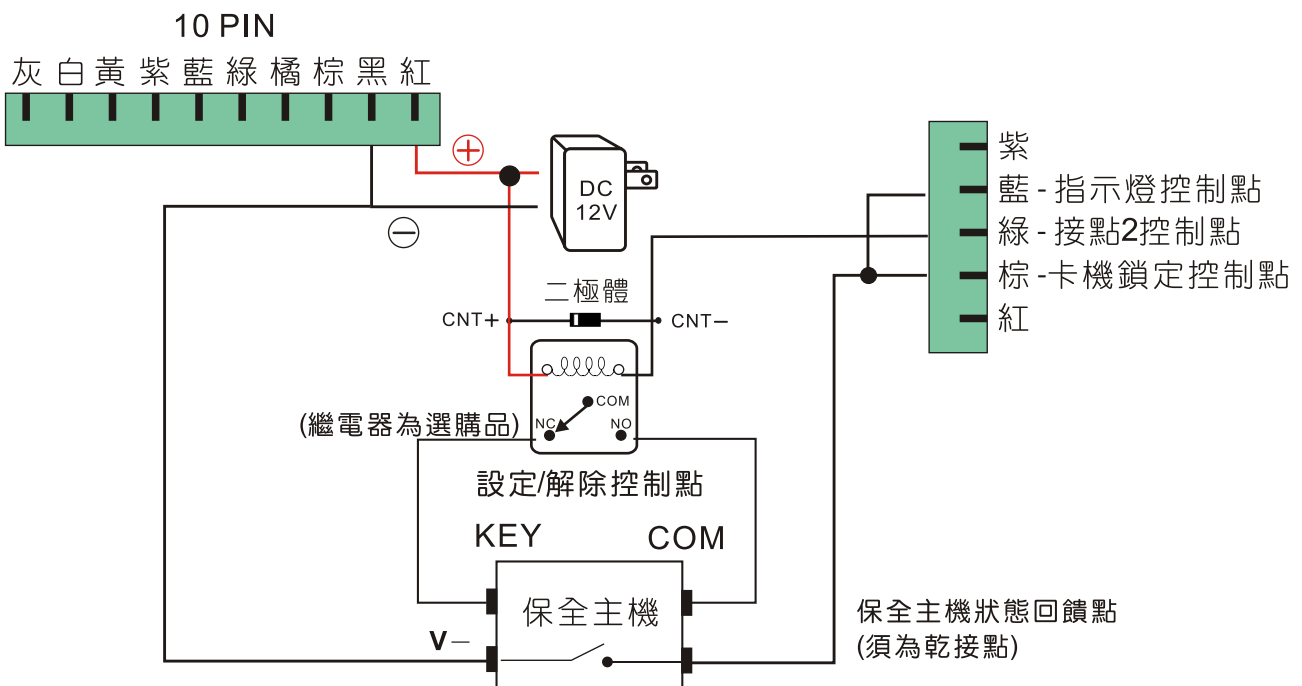 10 PIN
灰 白 黃 紫 藍 綠 橘 棕 黑 紅
+
−
DC
12V
紫
藍 - 指示燈控制點
綠 - 接點2控制點
棕 -卡機鎖定控制點
紅
二極體
CNT+
CNT−
COM
NC
NO
(繼電器為選購品)
設定/解除控制點
KEY
COM
保全主機
V−
保全主機狀態回饋點
(須為乾接點)